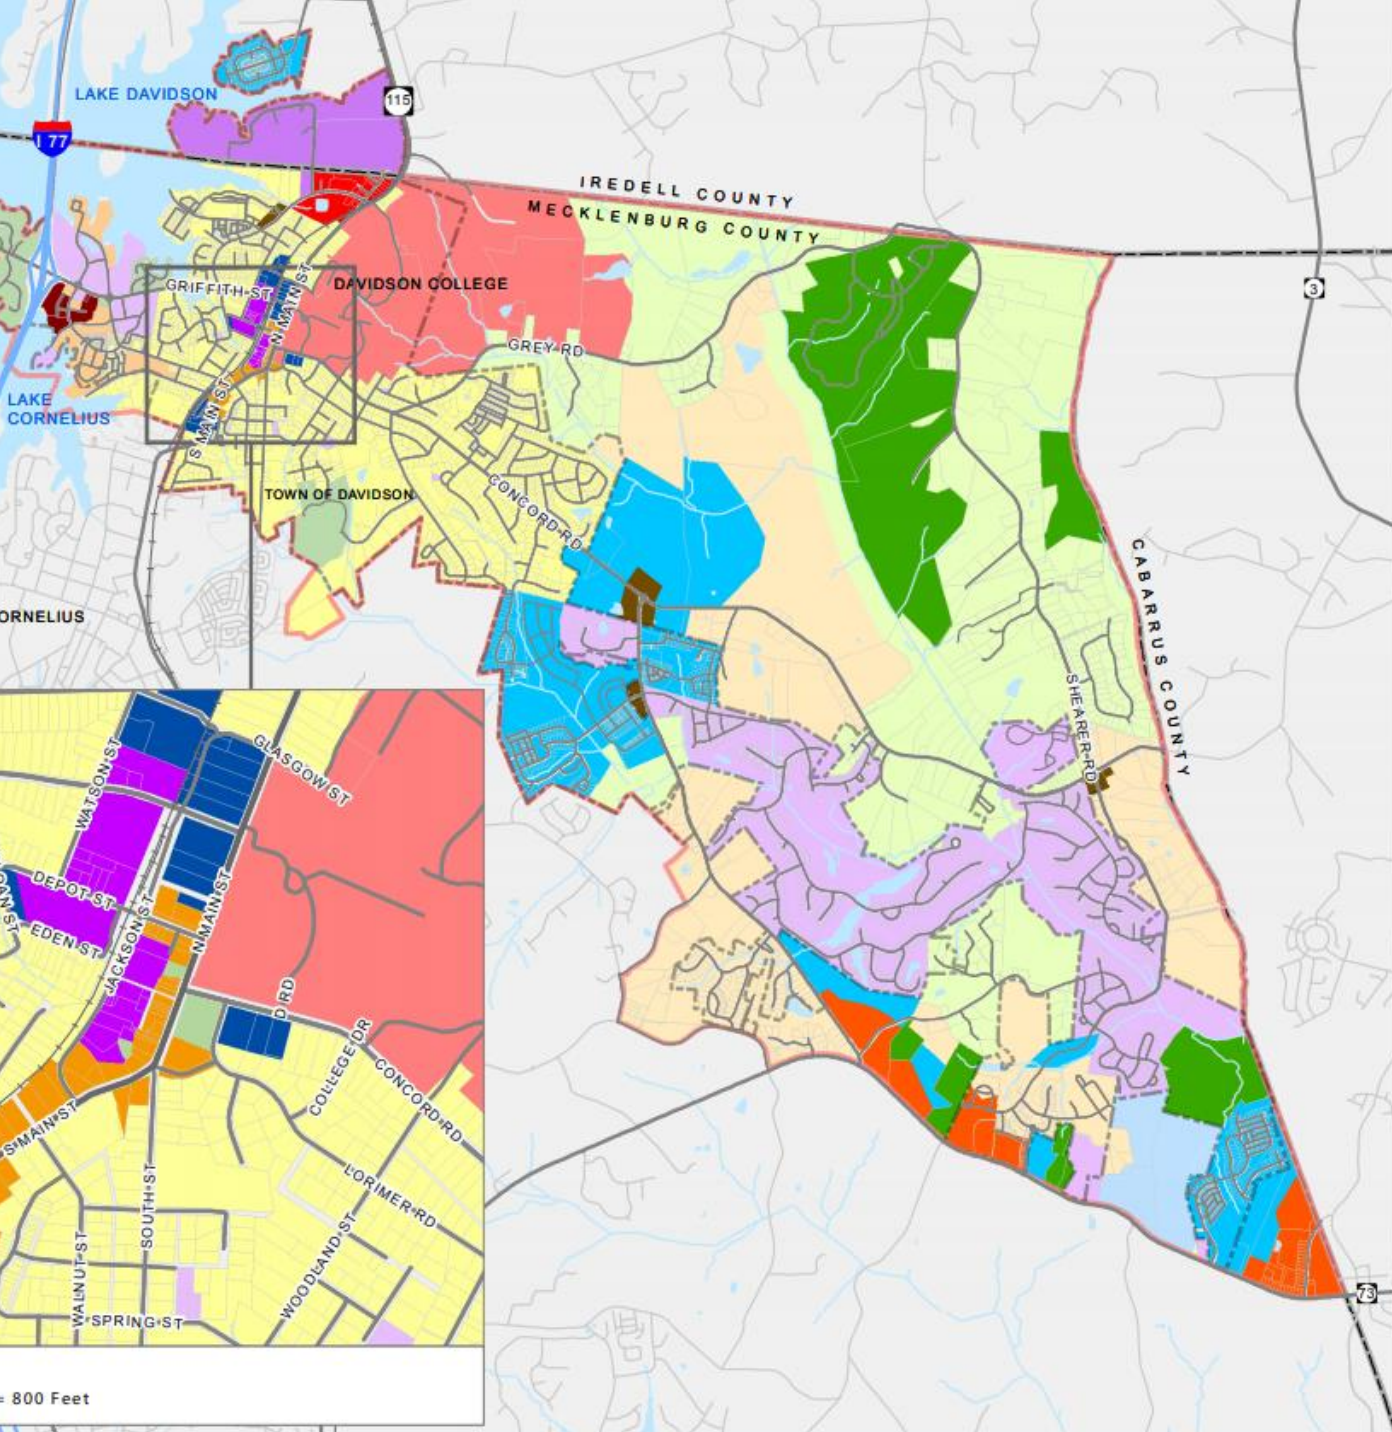 LAKE DAVIDSON
115
I 77
IREDELL COUNTY
MECKLENBURG COUNTY
DAVIDSON COLLEGE
GRIFFITH ST
N MAIN ST
3
GREY RD
LAKE
CORNELIUS
S MAIN ST
TOWN OF DAVIDSON
CONCORD RD
CABARRUS COUNTY
ORNELIUS
SHEARER RD
GLASGOW ST
WATSON ST
DEPOT ST
EDEN ST
JACKSON ST
N MAIN ST
D RD
COLLEGE DR
CONCORD RD
S MAIN ST
LORIMER RD
SOUTH ST
WALNUT ST
WOODLAND ST
SPRING ST
73
= 800 Feet